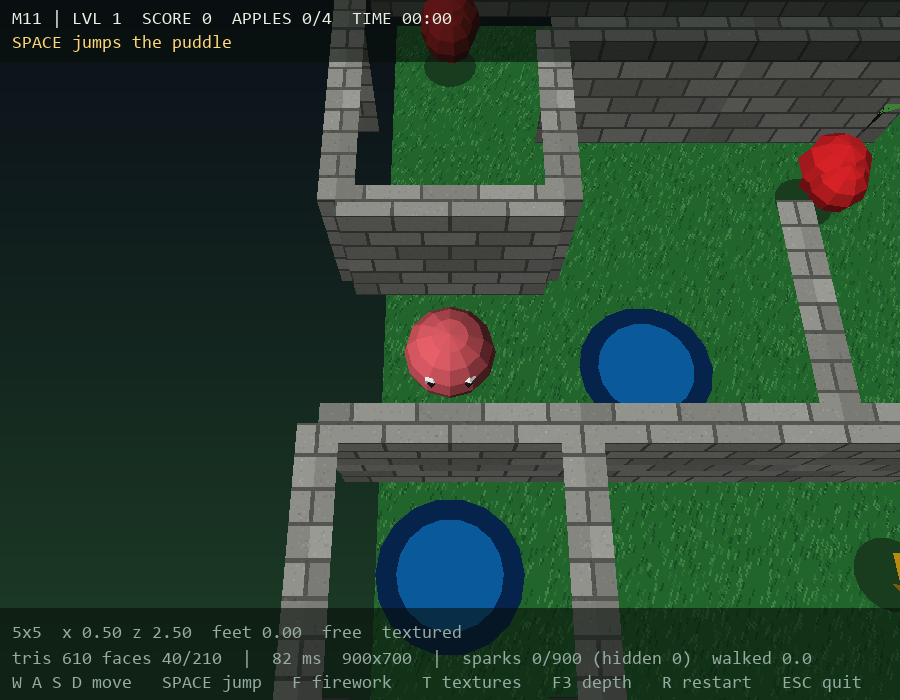 M11 | LVL 1  SCORE 0  APPLES 0/4  TIME 00:00
SPACE jumps the puddle
5x5  x 0.50 z 2.50  feet 0.00  free  textured
tris 610 faces 40/210  |  82 ms  900x700  |  sparks 0/900 (hidden 0)  walked 0.0
W A S D move   SPACE jump   F firework   T textures   F3 depth   R restart   ESC quit